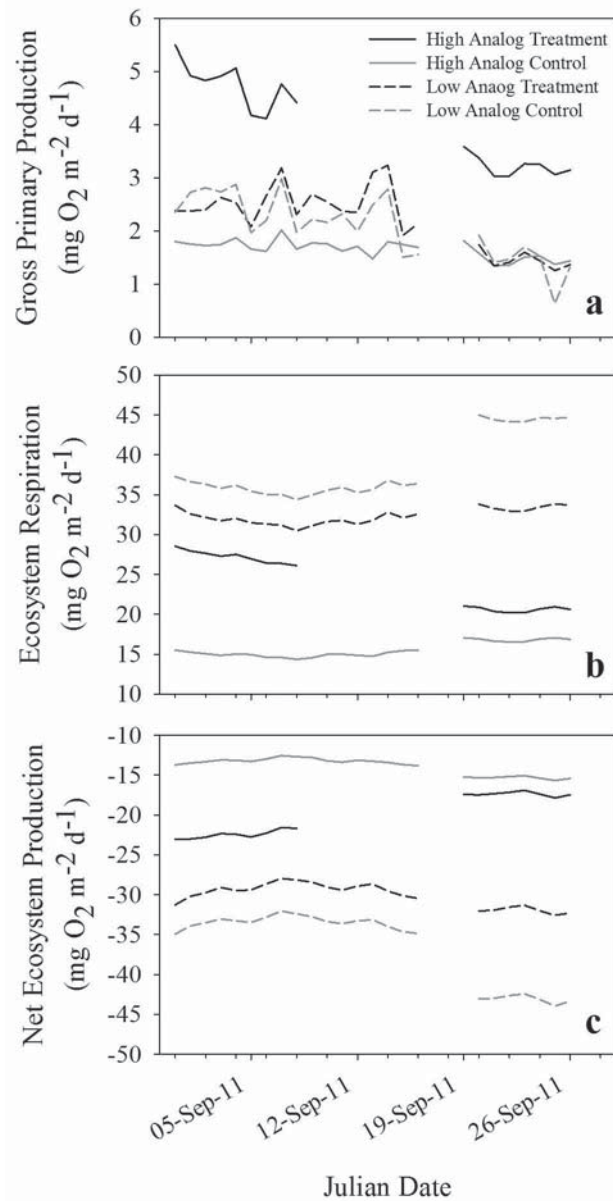 Gross Primary Production
(mg O2 m-2 d-1)
6
5
4
3
2
1
0
High Analog Treatment
High Analog Control
Low Anaog Treatment
Low Analog Control
a
Ecosystem Respiration
(mg O2 m-2 d-1)
50
45
40
35
30
25
20
15
10
b
Net Ecosystem Production
(mg O2 m-2 d-1)
-10
-15
-20
-25
-30
-35
-40
-45
-50
c
05-Sep-11
12-Sep-11
19-Sep-11
26-Sep-11
Julian Date